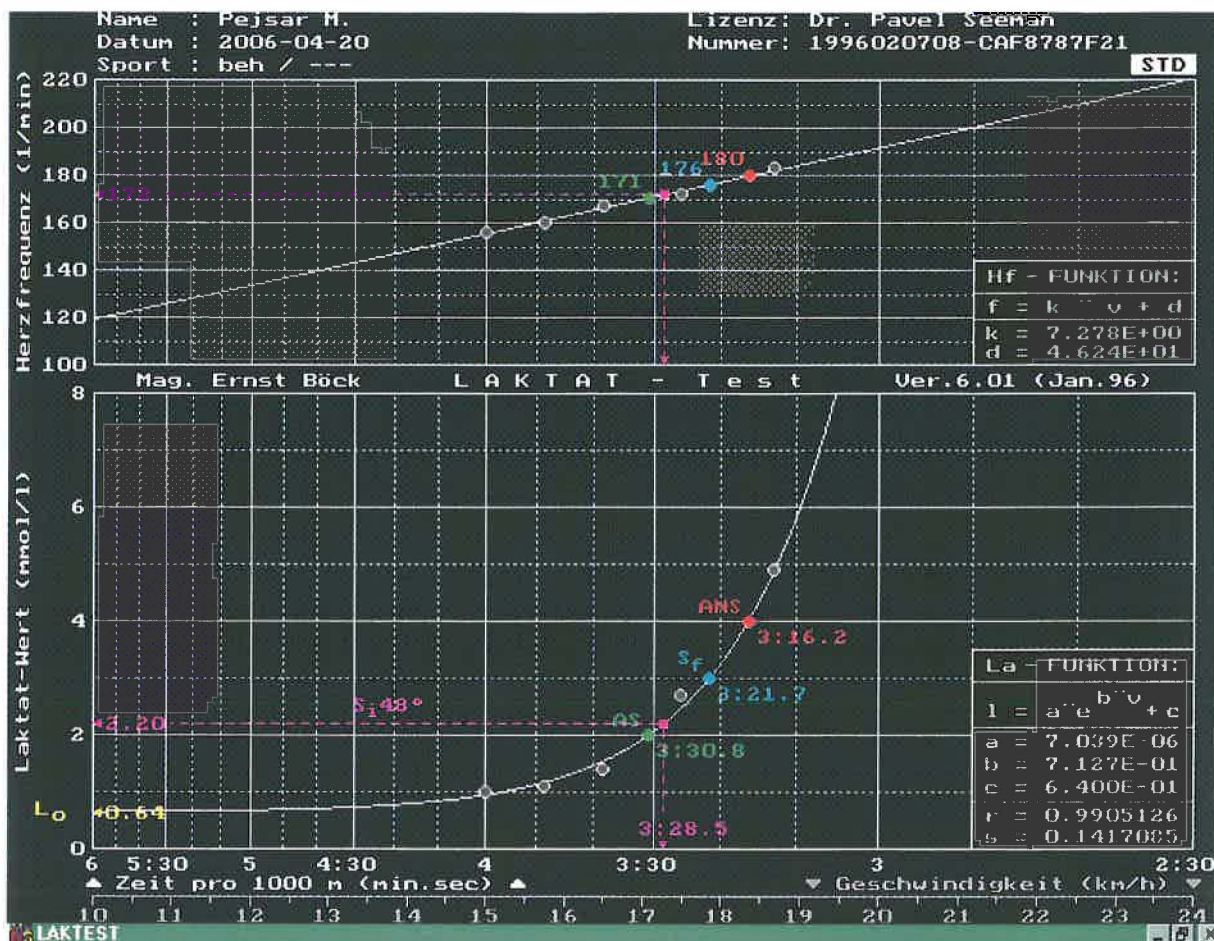 Name : Pejsar M.
Lizenz: Dr. Pavel Seeman
Datum : 2006-04-20
Nummer: 1996020708-CAF8787F21
Sport : beh / ---
STD
Herzfrequenz (1/min)
220
200
180
160
140
120
100
172
171
176
180
Hf - FUNKTION:
f = k * v + d
k = 7.278E+00
d = 4.624E+01
Mag. Ernst Böck LAKTAT - Test Ver.6.01 (Jan.96)
Laktat-Wert (mmol/l)
8
6
4
2
0
ANS
3:16.2
Sf
3:21.7
Si48°
2.20
AS
3:30.8
Lo
0.64
3:28.5
La - FUNKTION:
l = a*e b*v + c
a = 7.039E-06
b = 7.127E-01
c = 6.400E-01
r = 0.9905126
s = 0.1417085
6 5:30 5 4:30 4 3:30 3 2:30
Zeit pro 1000 m (min.sec)
Geschwindigkeit (km/h)
10 11 12 13 14 15 16 17 18 19 20 21 22 23 24
LAKTEST